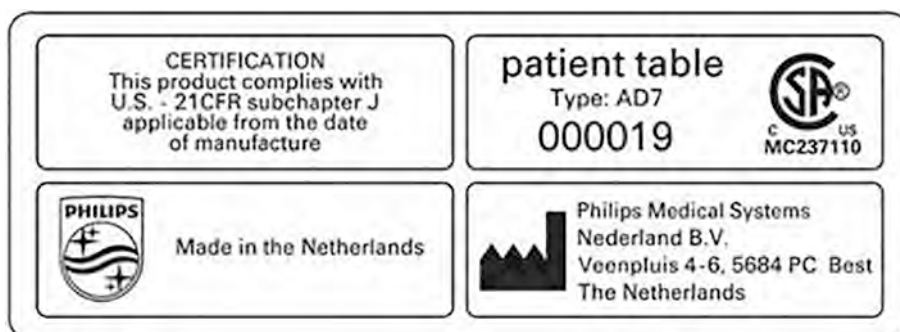 CERTIFICATION
This product complies with
U.S. - 21CFR subchapter J
applicable from the date
of manufacture
patient table
Type: AD7
000019
CSA®
C US
MC237110
PHILIPS
Made in the Netherlands
Philips Medical Systems
Nederland B.V.
Veenpluis 4-6, 5684 PC Best
The Netherlands